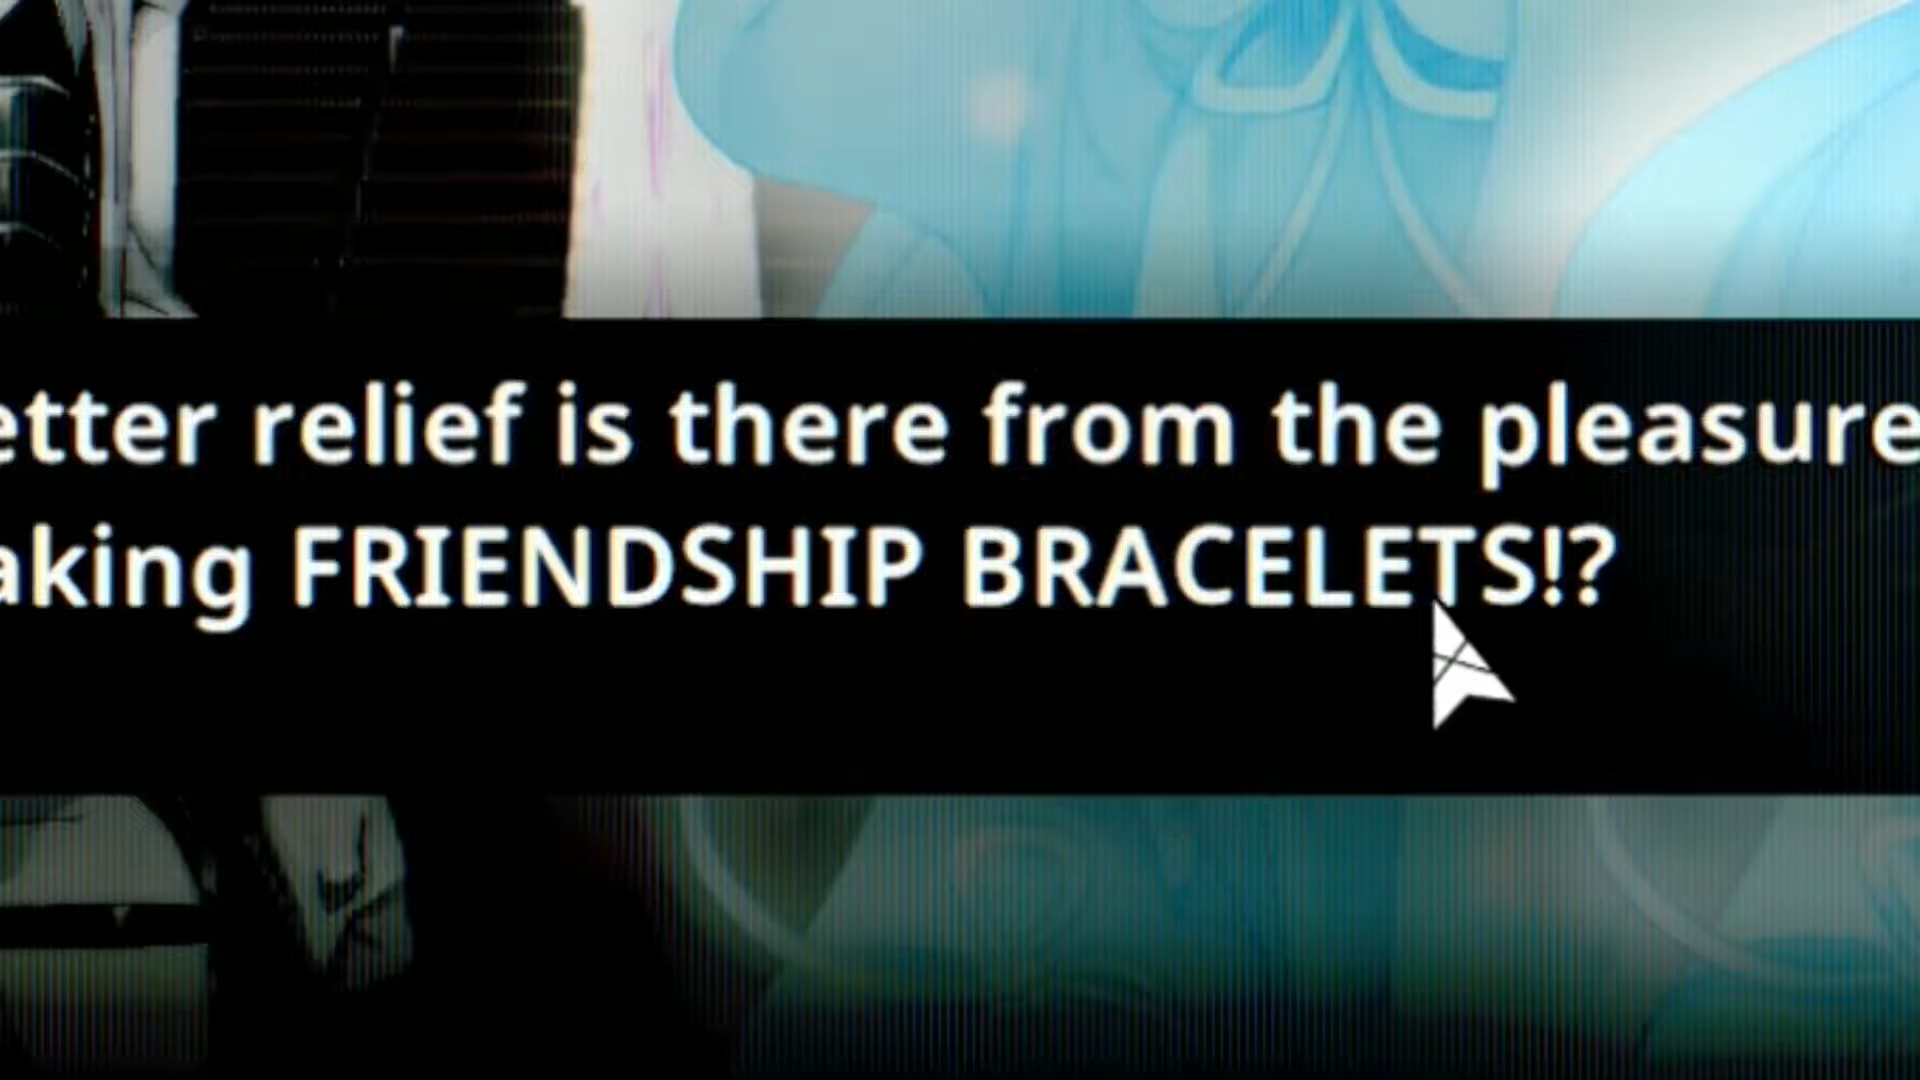 etter relief is there from the pleasure
aking FRIENDSHIP BRACELETS!?